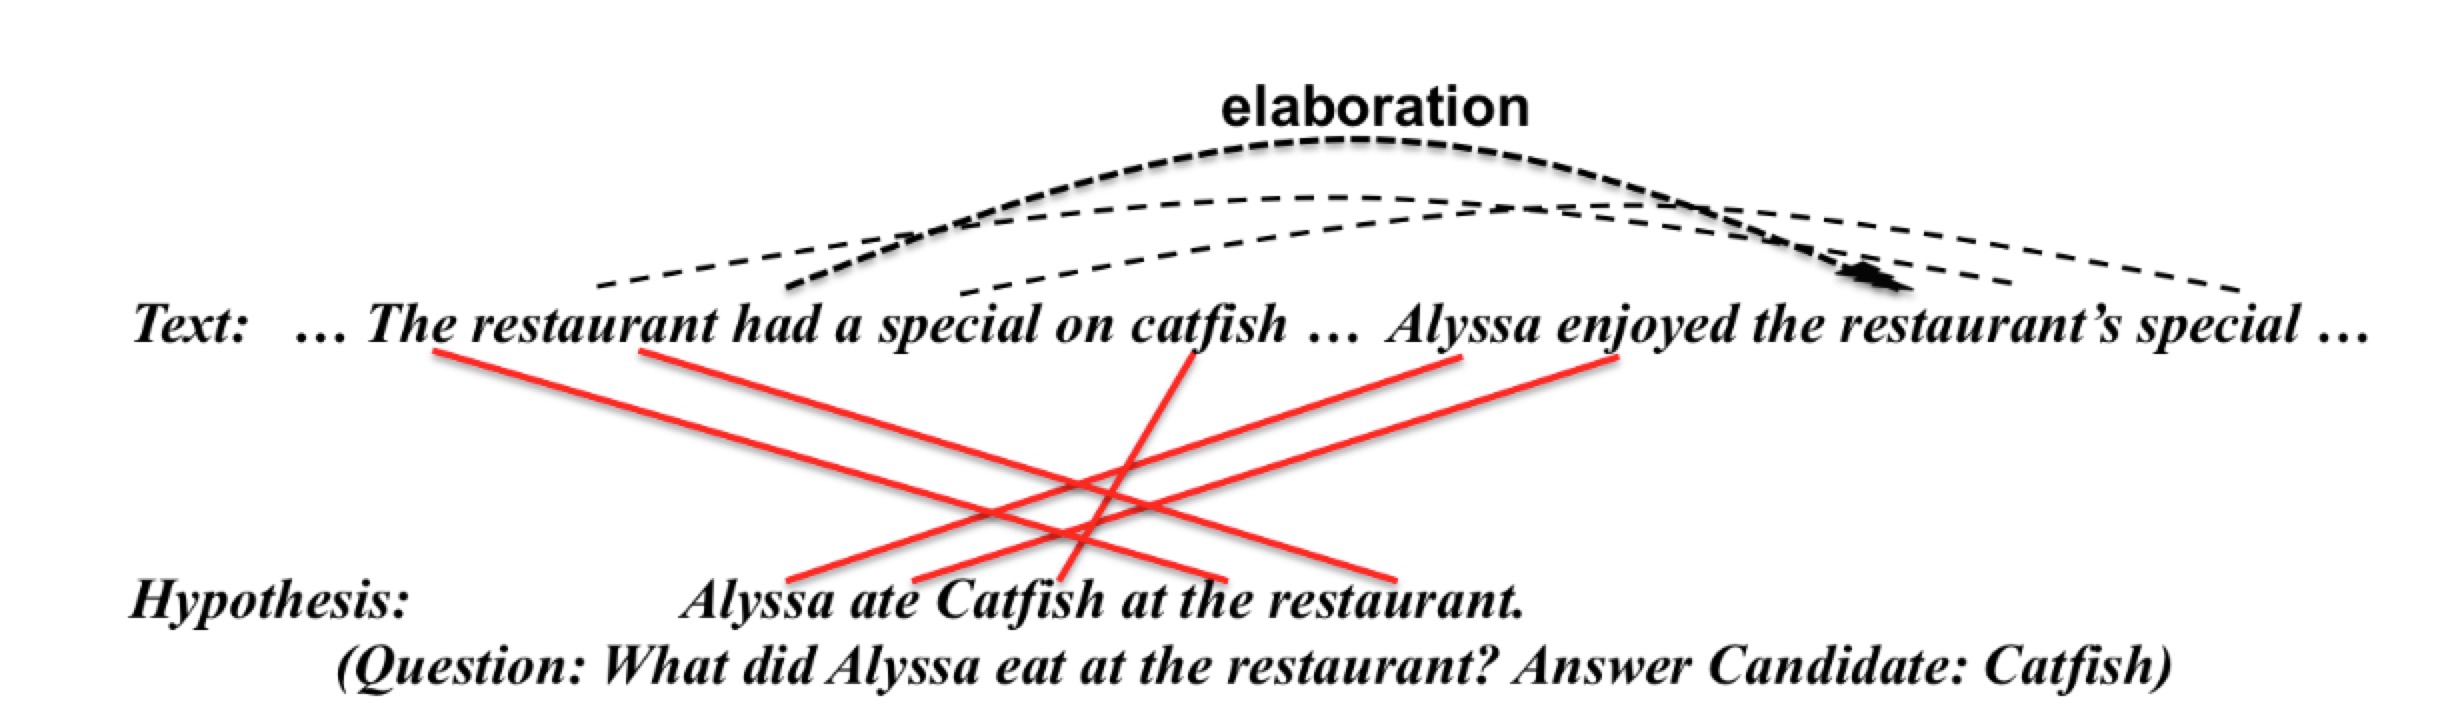 elaboration
Text: … The restaurant had a special on catfish … Alyssa enjoyed the restaurant’s special …
Hypothesis: Alyssa ate Catfish at the restaurant.
(Question: What did Alyssa eat at the restaurant? Answer Candidate: Catfish)